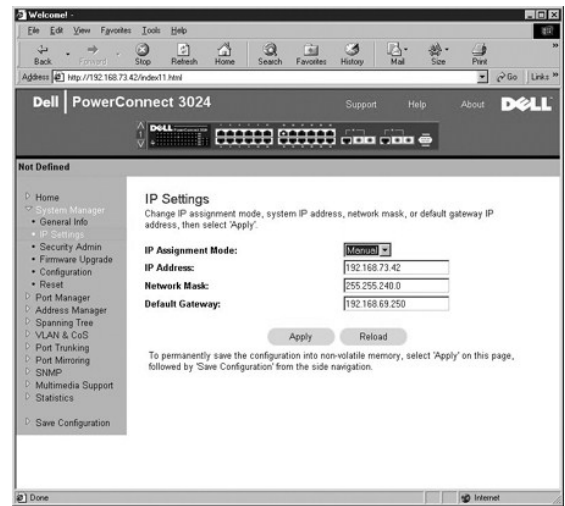 Welcome! -
File Edit View Favorites Tools Help
Back Forward Stop Refresh Home Search Favorites History Mail Size Print
Address http://192.168.73.42/index11.html Go Links »
Dell PowerConnect 3024 Support Help About DELL
DELL
1
Not Defined
Home
System Manager
General Info
IP Settings
Security Admin
Firmware Upgrade
Configuration
Reset
Port Manager
Address Manager
Spanning Tree
VLAN & CoS
Port Trunking
Port Mirroring
SNMP
Multimedia Support
Statistics
Save Configuration
IP Settings
Change IP assignment mode, system IP address, network mask, or default gateway IP
address, then select 'Apply'.
IP Assignment Mode: Manual
IP Address: 192.168.73.42
Network Mask: 255.255.240.0
Default Gateway: 192.168.69.250
Apply Reload
To permanently save the configuration into non-volatile memory, select 'Apply' on this page,
followed by 'Save Configuration' from the side navigation.
Done Internet